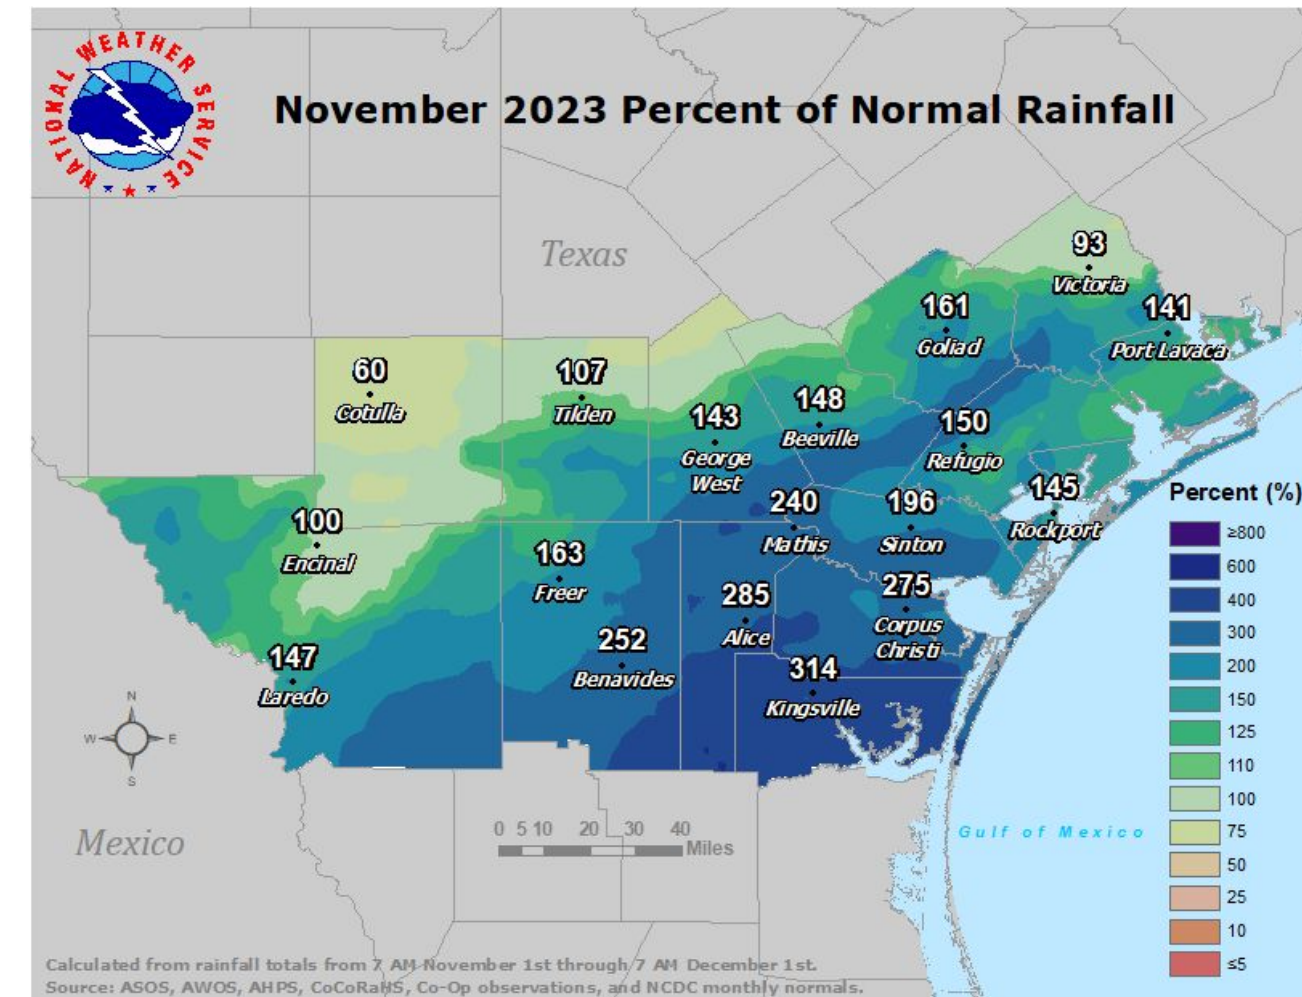 NATIONAL WEATHER SERVICE
November 2023 Percent of Normal Rainfall
Texas
93
Victoria
161
Goliad
141
Port Lavaca
60
Cotulla
107
Tilden
143
George
West
148
Beeville
150
Refugio
145
Rockport
240
Mathis
196
Sinton
100
Encinal
163
Freer
285
Alice
275
Corpus
Christi
252
Benavides
314
Kingsville
147
Laredo
Percent (%)
≥800
600
400
300
200
150
125
110
100
75
50
25
10
≤5
N
W E
S
Mexico
0 5 10 20 30 40
Miles
Gulf of Mexico
Calculated from rainfall totals from 7 AM November 1st through 7 AM December 1st.
Source: ASOS, AWOS, AHPS, CoCoRaHS, Co-Op observations, and NCDC monthly normals.